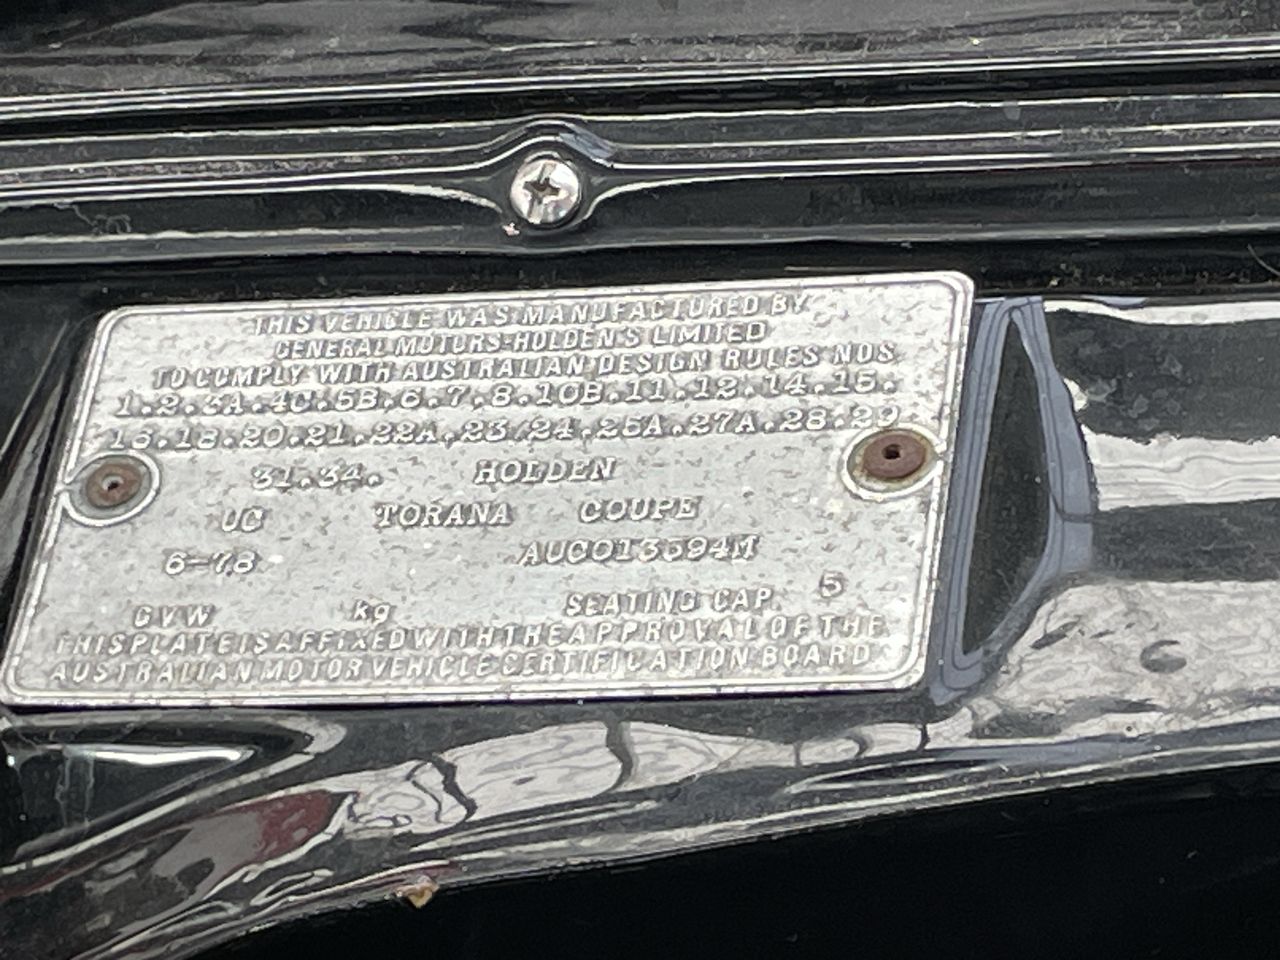 THIS VEHICLE WAS MANUFACTURED BY
GENERAL MOTORS-HOLDEN'S LIMITED
TO COMPLY WITH AUSTRALIAN DESIGN RULES NOS.
1.2.3A.4C.5B.6.7.8.10B.11.12.14.15.
16.18.20.21.22A.23.24.25A.27A.28.29
31.34. HOLDEN
UC TORANA COUPE
6-78 AUC013594M
GVW kg SEATING CAP. 5
THIS PLATE IS AFFIXED WITH THE APPROVAL OF THE
AUSTRALIAN MOTOR VEHICLE CERTIFICATION BOARD